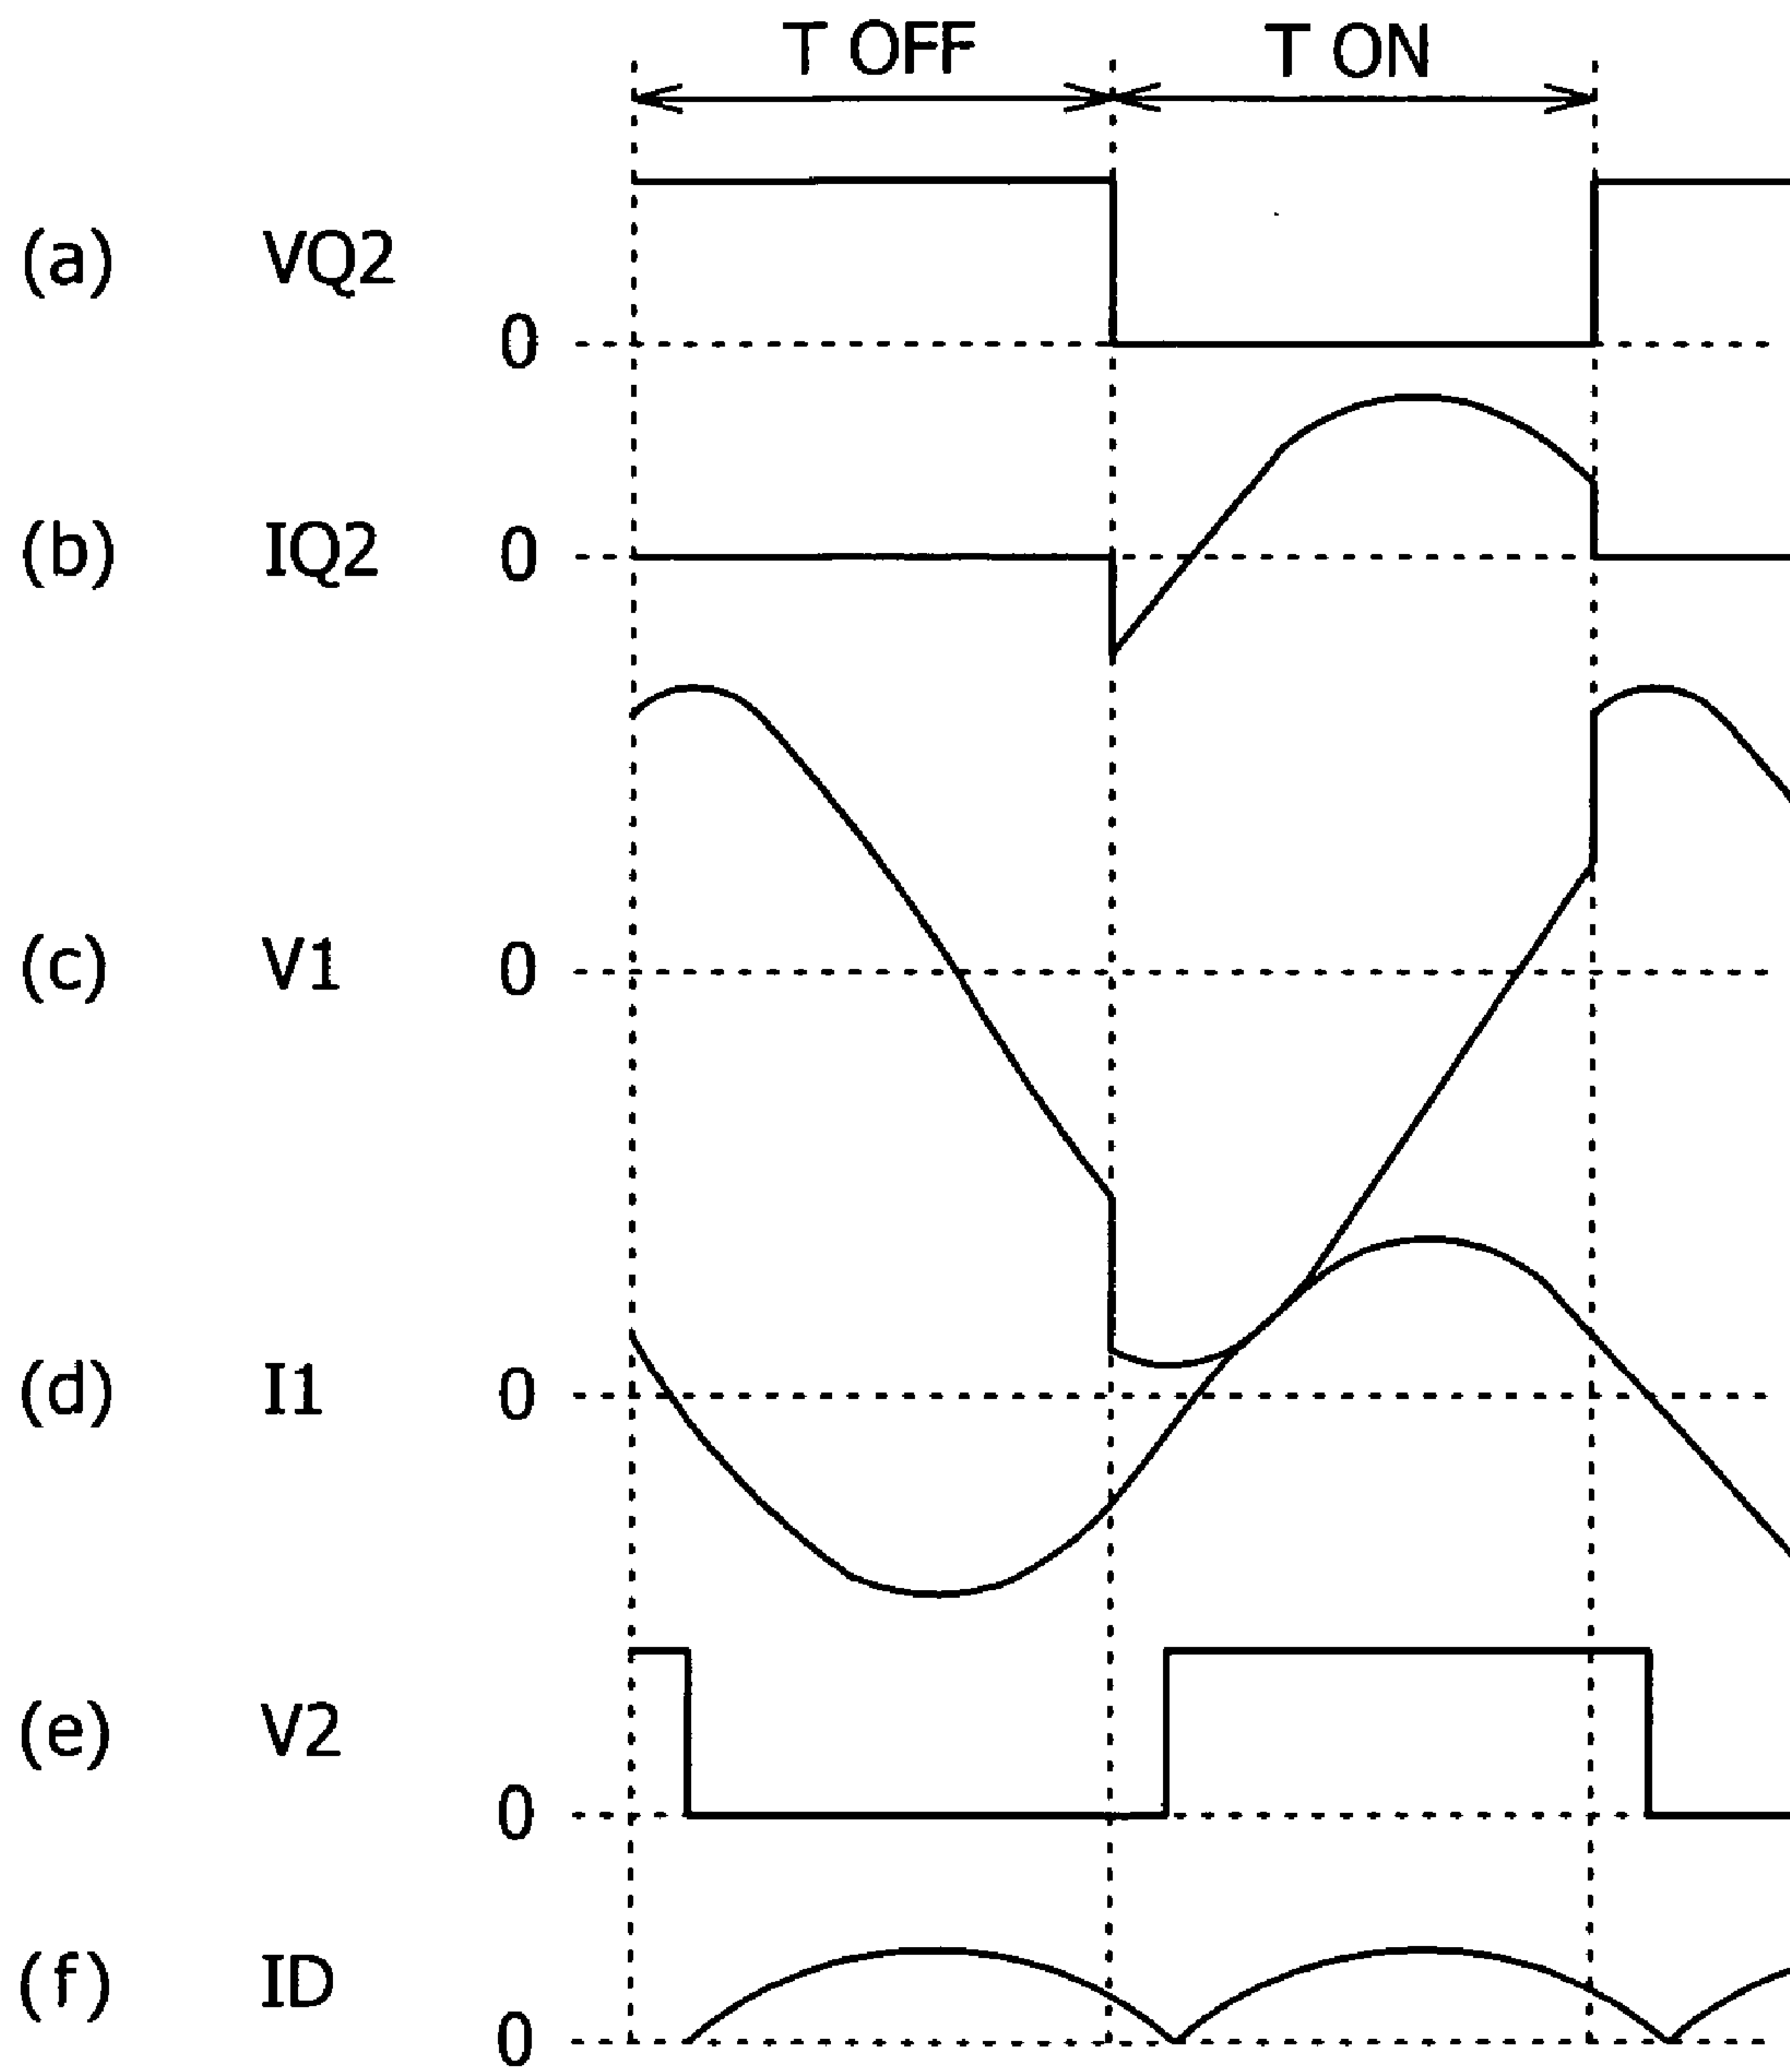 T OFF T ON
(a) VQ2
0
(b) IQ2 0
(c) V1 0
(d) I1 0
(e) V2
0
(f) ID
0